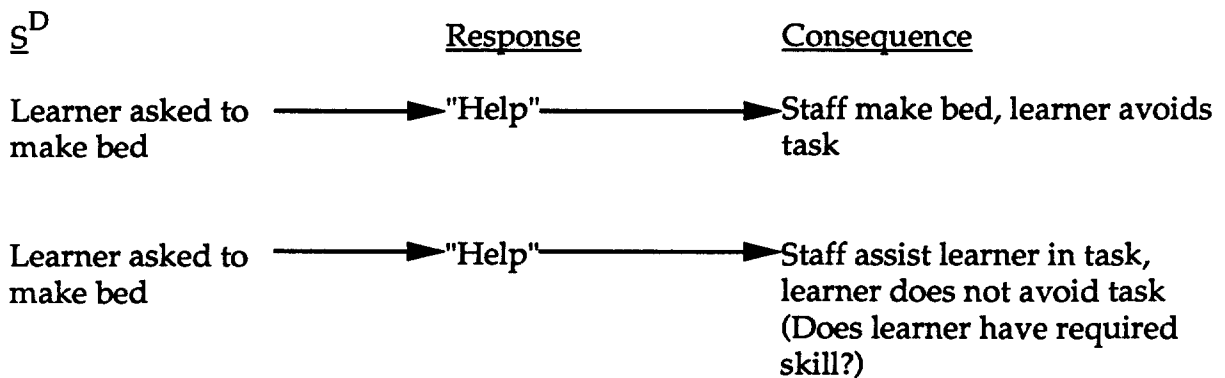 S^D Response Consequence
Learner asked to "Help" Staff make bed, learner avoids
make bed task
Learner asked to "Help" Staff assist learner in task,
make bed learner does not avoid task
(Does learner have required
skill?)